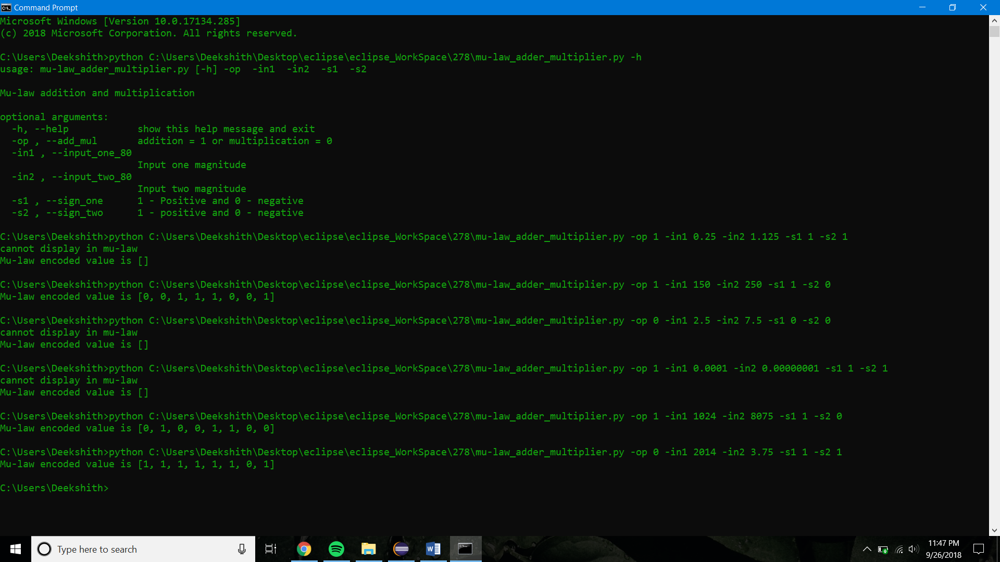 Command Prompt
Microsoft Windows [Version 10.0.17134.285]
(c) 2018 Microsoft Corporation. All rights reserved.
C:\Users\Deekshith>python C:\Users\Deekshith\Desktop\eclipse\eclipse_WorkSpace\278\mu-law_adder_multiplier.py -h
usage: mu-law_adder_multiplier.py [-h] -op  -in1  -in2  -s1  -s2
Mu-law addition and multiplication
optional arguments:
  -h, --help            show this help message and exit
  -op , --add_mul       addition = 1 or multiplication = 0
  -in1 , --input_one_80
                        Input one magnitude
  -in2 , --input_two_80
                        Input two magnitude
  -s1 , --sign_one      1 - Positive and 0 - negative
  -s2 , --sign_two      1 - positive and 0 - negative
C:\Users\Deekshith>python C:\Users\Deekshith\Desktop\eclipse\eclipse_WorkSpace\278\mu-law_adder_multiplier.py -op 1 -in1 0.25 -in2 1.125 -s1 1 -s2 1
cannot display in mu-law
Mu-law encoded value is []
C:\Users\Deekshith>python C:\Users\Deekshith\Desktop\eclipse\eclipse_WorkSpace\278\mu-law_adder_multiplier.py -op 1 -in1 150 -in2 250 -s1 1 -s2 0
Mu-law encoded value is [0, 0, 1, 1, 1, 0, 0, 1]
C:\Users\Deekshith>python C:\Users\Deekshith\Desktop\eclipse\eclipse_WorkSpace\278\mu-law_adder_multiplier.py -op 0 -in1 2.5 -in2 7.5 -s1 0 -s2 0
cannot display in mu-law
Mu-law encoded value is []
C:\Users\Deekshith>python C:\Users\Deekshith\Desktop\eclipse\eclipse_WorkSpace\278\mu-law_adder_multiplier.py -op 1 -in1 0.0001 -in2 0.00000001 -s1 1 -s2 1
cannot display in mu-law
Mu-law encoded value is []
C:\Users\Deekshith>python C:\Users\Deekshith\Desktop\eclipse\eclipse_WorkSpace\278\mu-law_adder_multiplier.py -op 1 -in1 1024 -in2 8075 -s1 1 -s2 0
Mu-law encoded value is [0, 1, 0, 0, 1, 1, 0, 0]
C:\Users\Deekshith>python C:\Users\Deekshith\Desktop\eclipse\eclipse_WorkSpace\278\mu-law_adder_multiplier.py -op 0 -in1 2014 -in2 3.75 -s1 1 -s2 1
Mu-law encoded value is [1, 1, 1, 1, 1, 1, 0, 1]
C:\Users\Deekshith>
Type here to search
11:47 PM
9/26/2018